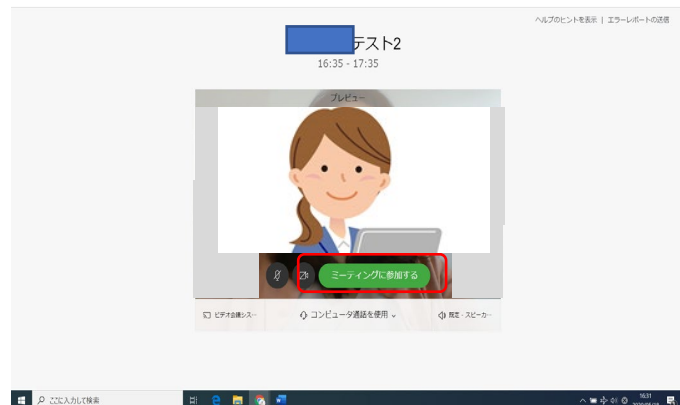 ヘルプのヒントを表示 | エラーレポートの送信
テスト2
16:35 - 17:35
プレビュー
ミーティングに参加する
ビデオ会議シス…
コンピュータ通話を使用
既定 - スピーカ…
ここに入力して検索
16:31